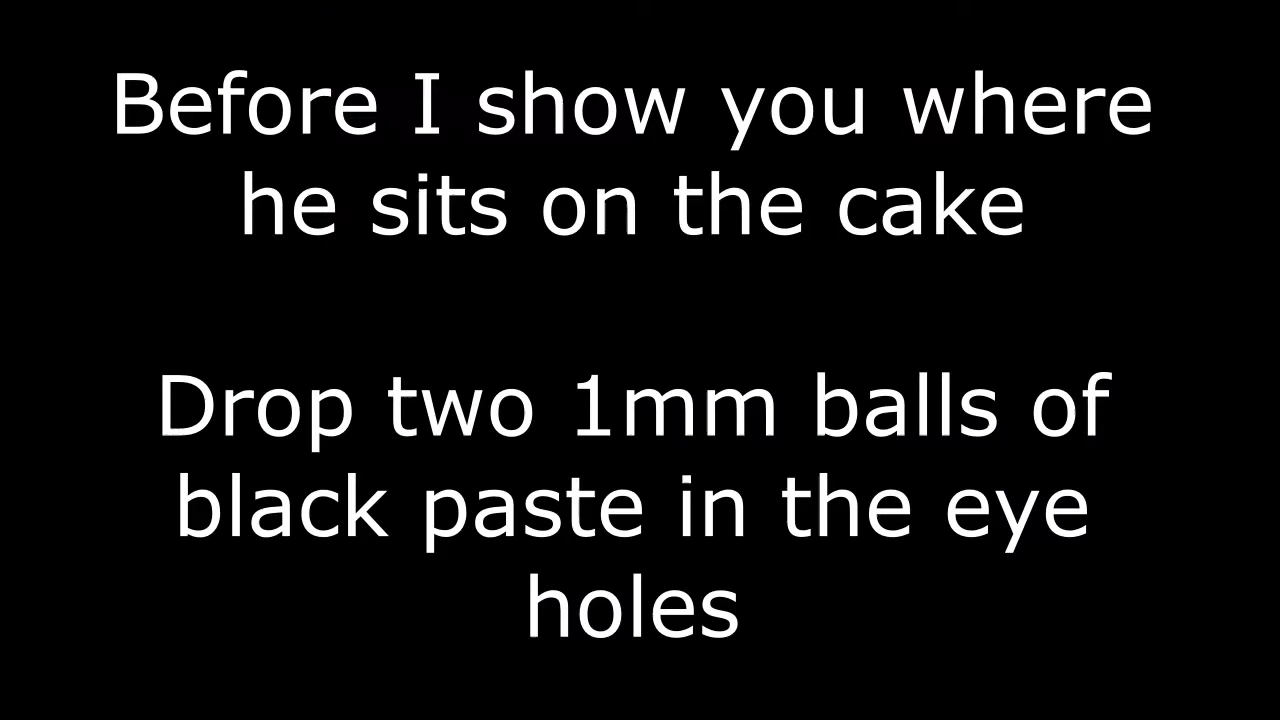 Before I show you where
he sits on the cake
Drop two 1mm balls of
black paste in the eye
holes